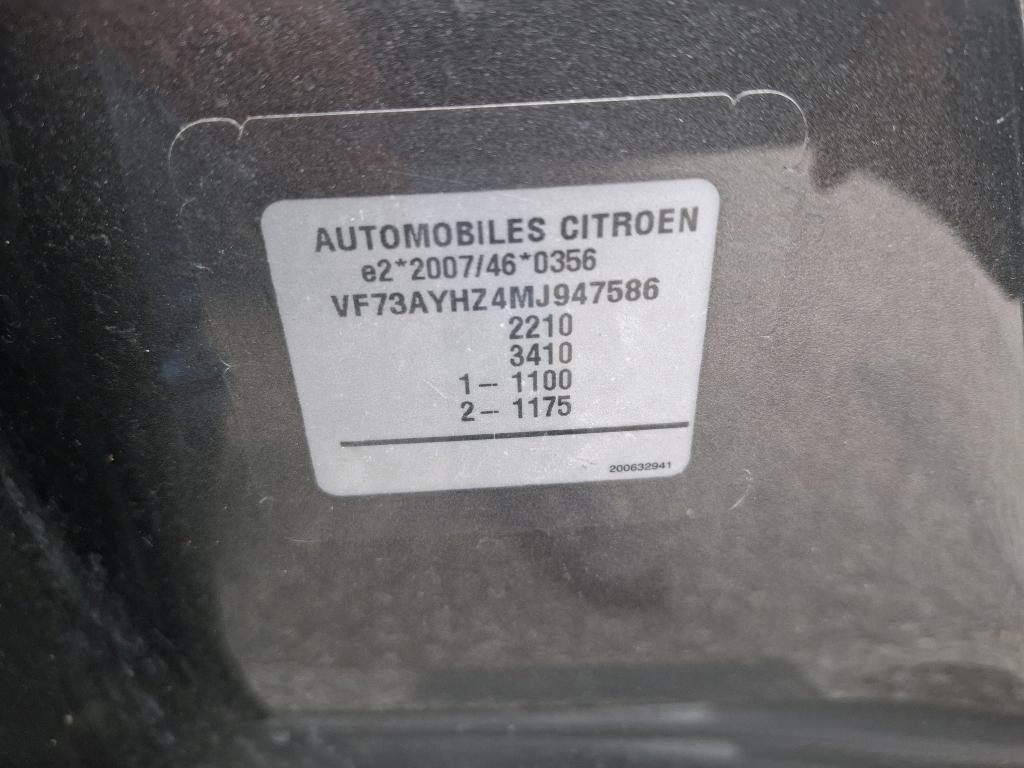 AUTOMOBILES CITROEN
e2*2007/46*0356
VF73AYHZ4MJ947586
2210
3410
1- 1100
2- 1175
200632941